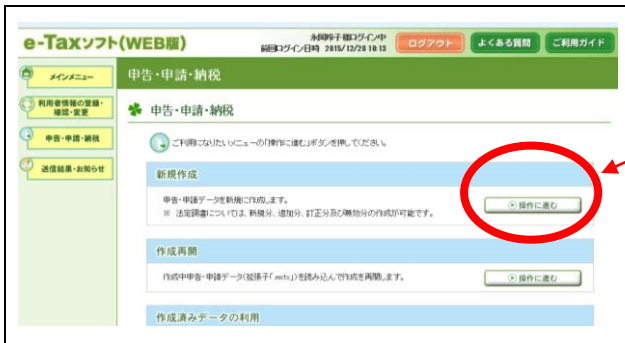 e-Taxソフト(WEB版)
ログイン中
前回ログイン日時 2015/12/28 10:13
ログアウト
よくある質問
ご利用ガイド
メインメニュー
利用者情報の登録・
確認・変更
申告・申請・納税
送信結果・お知らせ
申告・申請・納税
申告・申請・納税
ご利用になりたいメニューの「操作に進む」ボタンを押してください。
新規作成
申告・申請データを新規に作成します。
※ 法定調書については、新規分、追加分、訂正分及び無効分の作成が可能です。
操作に進む
作成再開
作成中申告・申請データ(拡張子「.xtx」)を読み込んで作成を再開します。
操作に進む
作成済みデータの利用